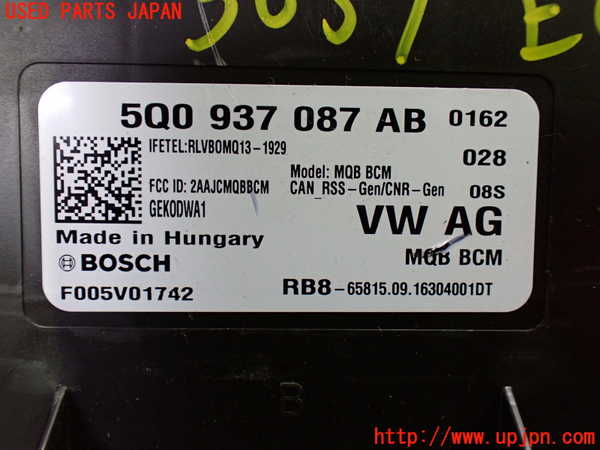 USED PARTS JAPAN
5Q0 937 087 AB 0162
IFETEL:RLVBOMQ13-1929
028
Model: MQB BCM
FCC ID: 2AAJCMQBBCM
CAN_RSS-Gen/CNR-Gen
08S
GEKODWA1
VW AG
Made in Hungary
MQB BCM
BOSCH
F005V01742
RB8-65815.09.16304001DT
B
http://www.upjpn.com/